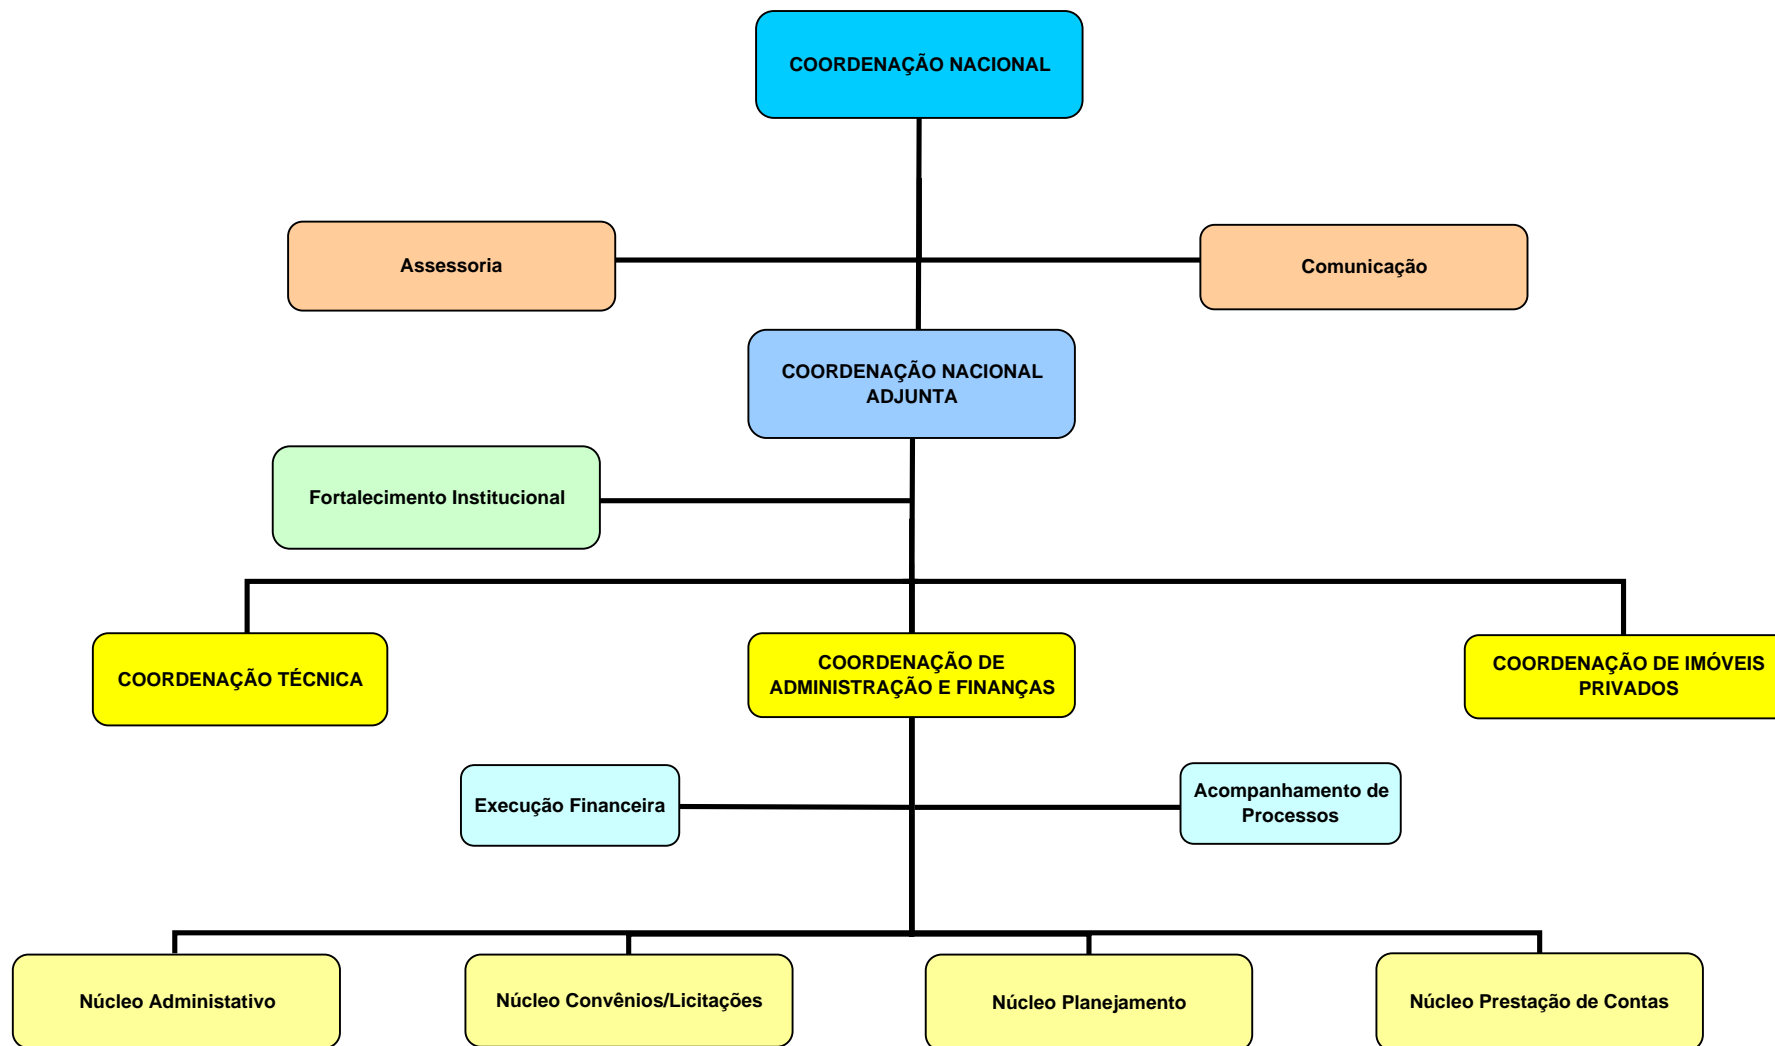 COORDENAÇÃO NACIONAL
Assessoria
Comunicação
COORDENAÇÃO NACIONAL
ADJUNTA
Fortalecimento Institucional
COORDENAÇÃO TÉCNICA
COORDENAÇÃO DE
ADMINISTRAÇÃO E FINANÇAS
COORDENAÇÃO DE IMÓVEIS
PRIVADOS
Execução Financeira
Acompanhamento de
Processos
Núcleo Administativo
Núcleo Convênios/Licitações
Núcleo Planejamento
Núcleo Prestação de Contas